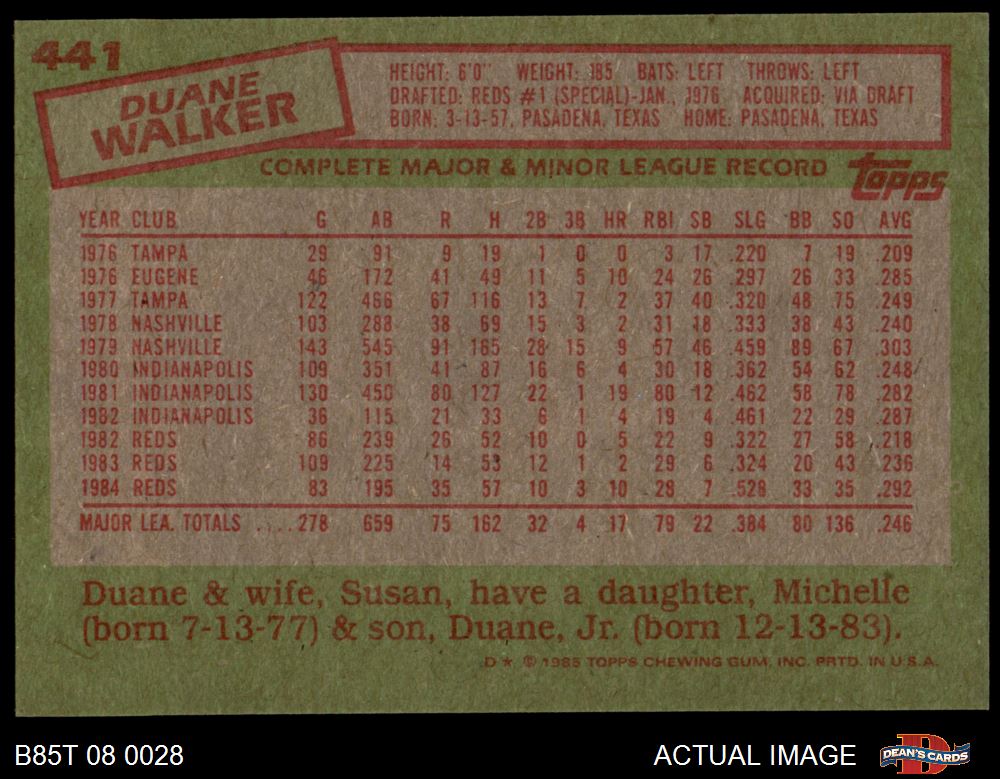 441
DUANE
WALKER
HEIGHT: 6'0" WEIGHT: 185 BATS: LEFT THROWS: LEFT
DRAFTED: REDS #1 (SPECIAL)-JAN., 1976 ACQUIRED: VIA DRAFT
BORN: 3-13-57, PASADENA, TEXAS HOME: PASADENA, TEXAS
COMPLETE MAJOR & MINOR LEAGUE RECORD
topps
YEAR CLUB G AB R H 2B 3B HR RBI SB SLG BB SO AVG
1976 TAMPA 29 91 9 19 1 0 0 3 17 .220 7 19 .209
1976 EUGENE 46 172 41 49 11 5 10 24 26 .297 26 33 .285
1977 TAMPA 122 466 67 116 13 7 2 37 40 .320 48 75 .249
1978 NASHVILLE 103 288 38 69 15 3 2 31 18 .333 38 43 .240
1979 NASHVILLE 143 545 91 165 28 15 9 57 46 .459 89 67 .303
1980 INDIANAPOLIS 109 351 41 87 16 6 4 30 18 .362 54 62 .248
1981 INDIANAPOLIS 130 450 80 127 22 1 19 80 12 .462 58 78 .282
1982 INDIANAPOLIS 36 115 21 33 6 1 4 19 4 .461 22 29 .287
1982 REDS 86 239 26 52 10 0 5 22 9 .322 27 58 .218
1983 REDS 109 225 14 53 12 1 2 29 6 .324 20 43 .236
1984 REDS 83 195 35 57 10 3 10 28 7 .528 33 35 .292
MAJOR LEA. TOTALS ....278 659 75 162 32 4 17 79 22 .384 80 136 .246
Duane & wife, Susan, have a daughter, Michelle
(born 7-13-77) & son, Duane, Jr. (born 12-13-83).
D* © 1985 TOPPS CHEWING GUM, INC. PRTD. IN U.S.A.
B85T 08 0028
ACTUAL IMAGE
D
DEAN'S CARDS